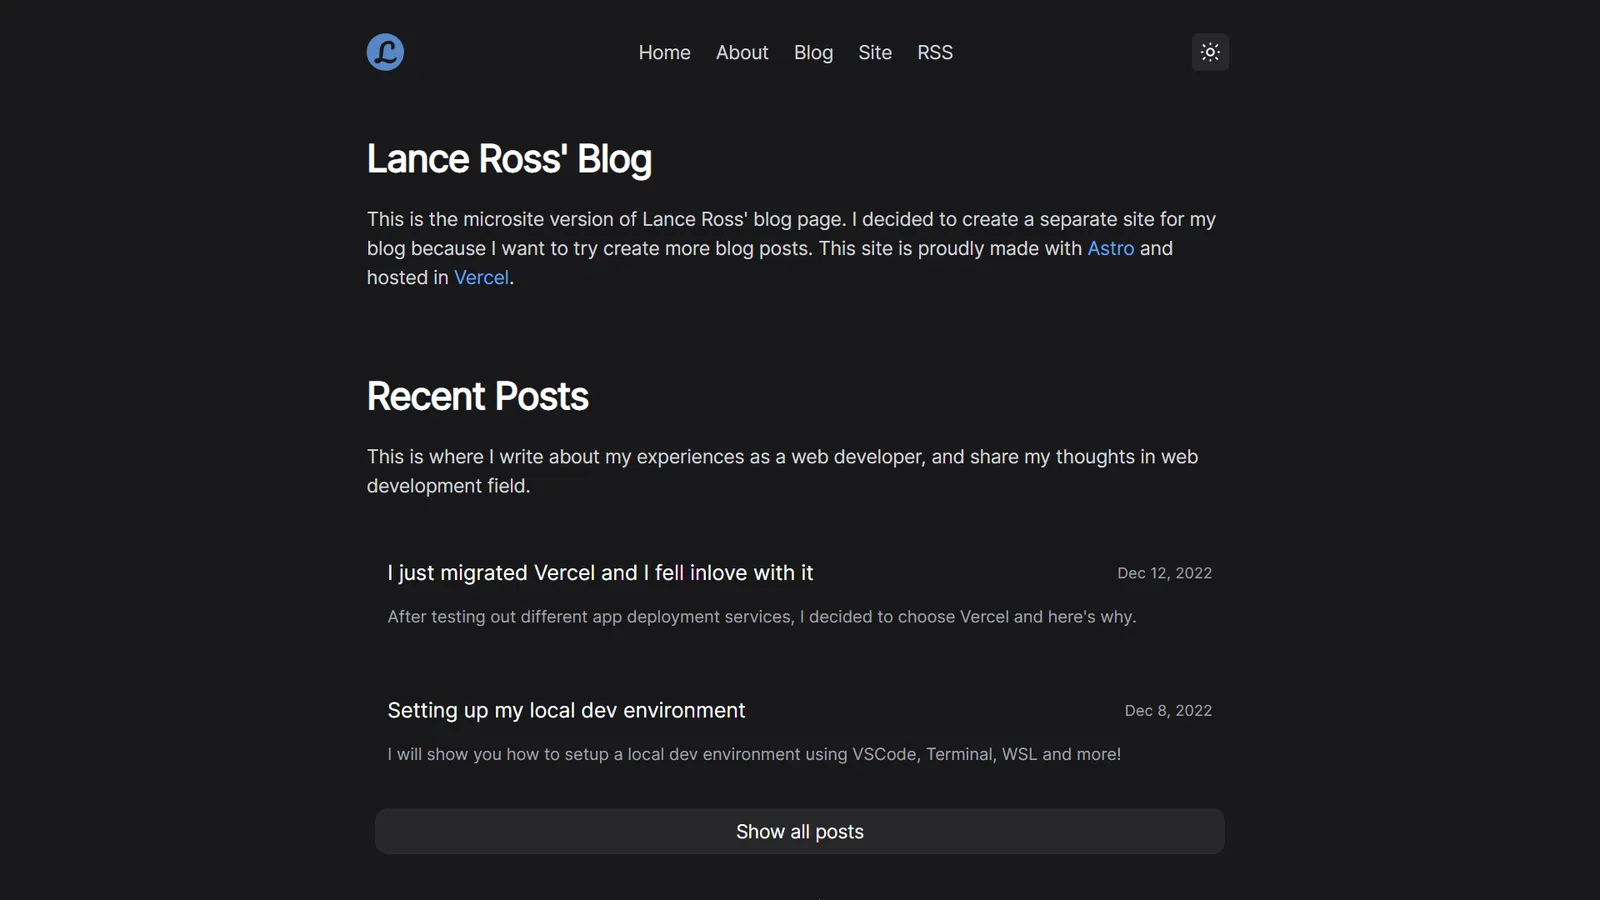 L
Home About Blog Site RSS
Lance Ross' Blog
This is the microsite version of Lance Ross' blog page. I decided to create a separate site for my
blog because I want to try create more blog posts. This site is proudly made with Astro and
hosted in Vercel.
Recent Posts
This is where I write about my experiences as a web developer, and share my thoughts in web
development field.
I just migrated Vercel and I fell inlove with it Dec 12, 2022
After testing out different app deployment services, I decided to choose Vercel and here's why.
Setting up my local dev environment Dec 8, 2022
I will show you how to setup a local dev environment using VSCode, Terminal, WSL and more!
Show all posts